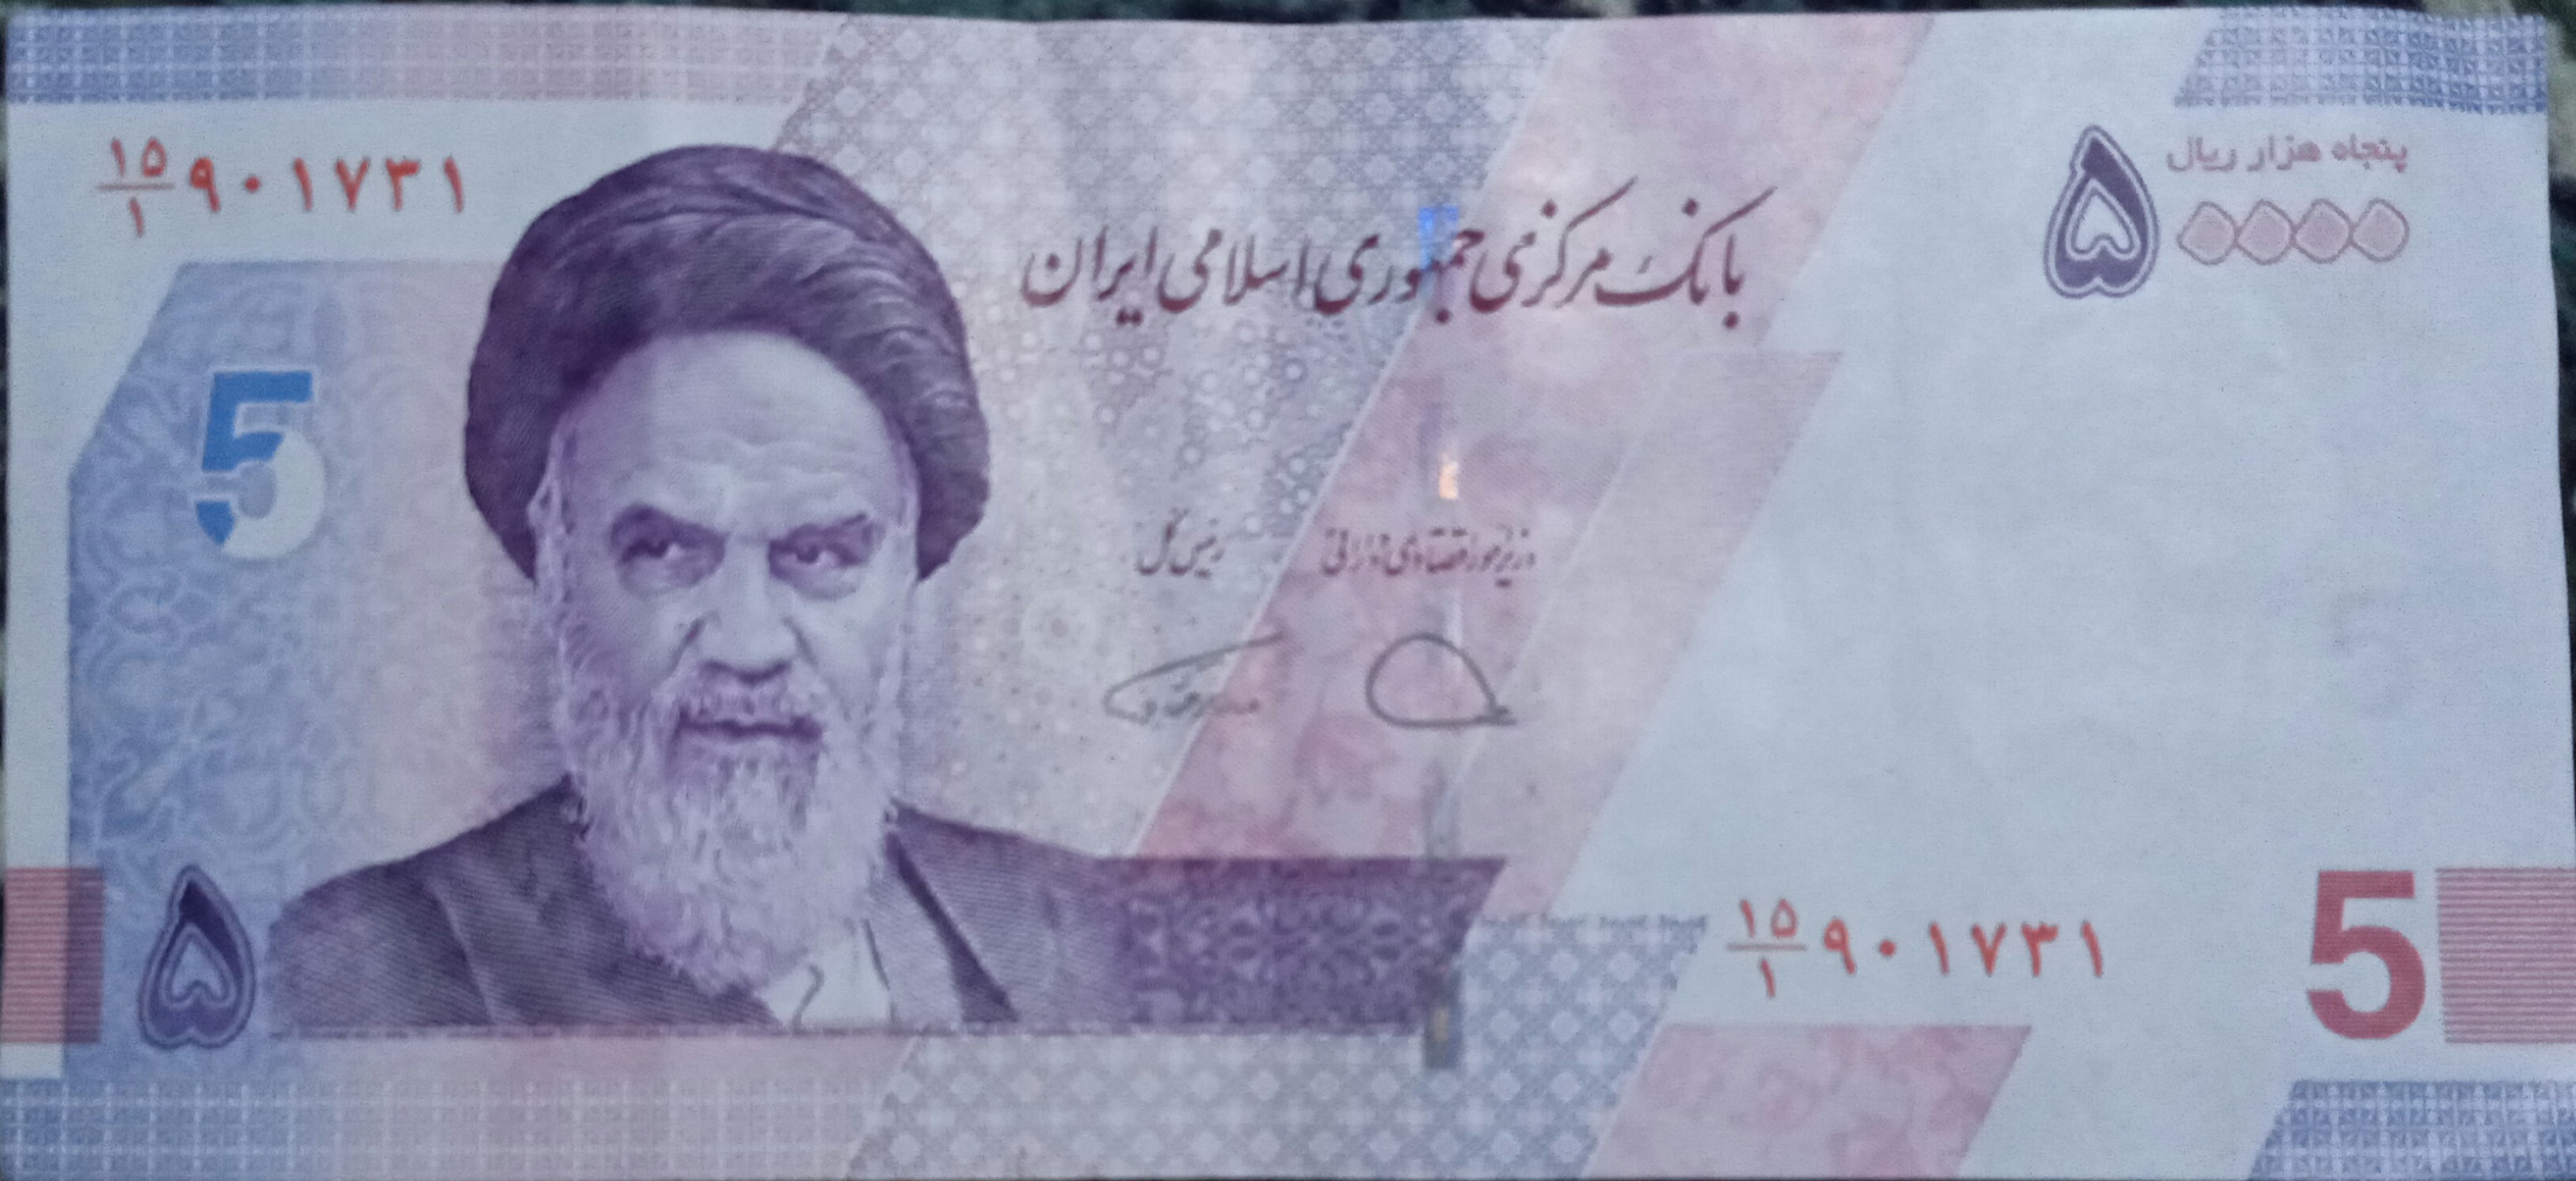 ۱۵/۱ ۹۰۱۷۳۱
پنجاه هزار ریال
۵۰۰۰۰
بانک مرکزی جمهوری اسلامی ایران
5
وزیر امور اقتصادی و دارائی
رئیس کل
۵
۱۵/۱ ۹۰۱۷۳۱
5